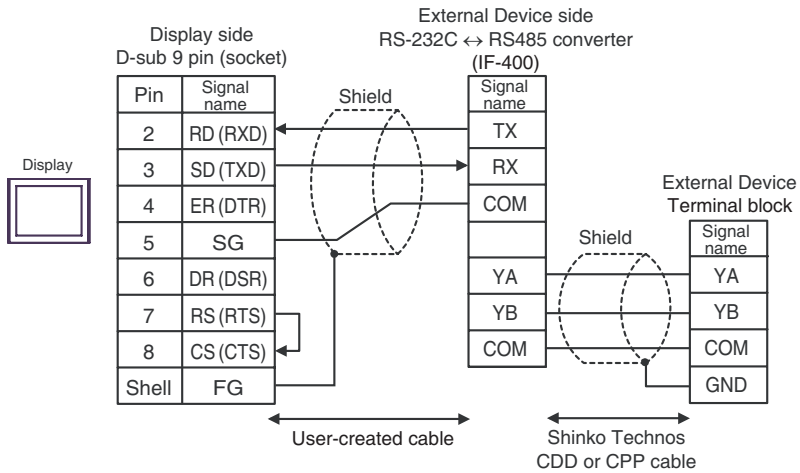 External Device side
RS-232C ↔ RS485 converter
(IF-400)
Display side
D-sub 9 pin (socket)
Pin Signal name
2 RD (RXD)
3 SD (TXD)
4 ER (DTR)
5 SG
6 DR (DSR)
7 RS (RTS)
8 CS (CTS)
Shell FG
Display
Shield
Signal name
TX
RX
COM
YA
YB
COM
Shield
External Device
Terminal block
Signal name
YA
YB
COM
GND
User-created cable
Shinko Technos
CDD or CPP cable